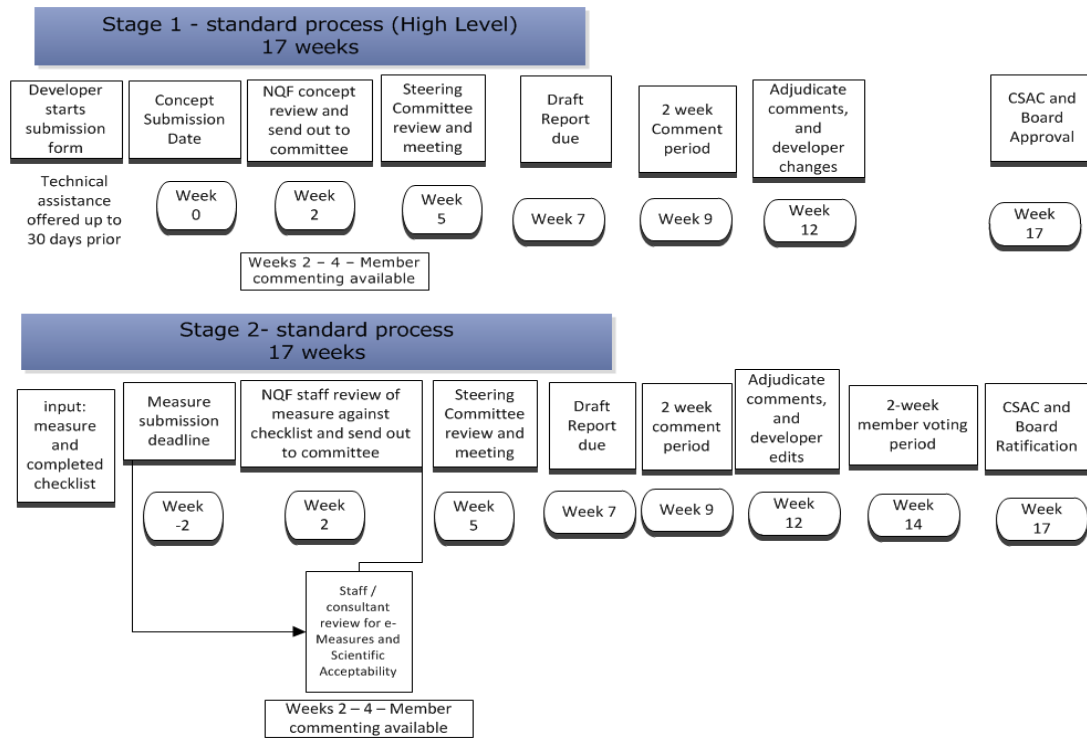 Stage 1 - standard process (High Level)
17 weeks
Developer
starts
submission
form
Concept
Submission
Date
NQF concept
review and
send out to
committee
Steering
Committee
review and
meeting
Draft
Report
due
2 week
Comment
period
Adjudicate
comments,
and
developer
changes
CSAC and
Board
Approval
Technical
assistance
offered up to
30 days prior
Week
0
Week
2
Week
5
Week 7
Week 9
Week
12
Week
17
Weeks 2 – 4 – Member
commenting available
Stage 2- standard process
17 weeks
input:
measure
and
completed
checklist
Measure
submission
deadline
NQF staff review of
measure against
checklist and send out
to committee
Steering
Committee
review and
meeting
Draft
Report
due
2 week
comment
period
Adjudicate
comments,
and
developer
edits
2-week
member voting
period
CSAC and
Board
Ratification
Week
-2
Week
2
Week
5
Week 7
Week 9
Week
12
Week
14
Week
17
Staff /
consultant
review for e-
Measures and
Scientific
Acceptability
Weeks 2 – 4 – Member
commenting available